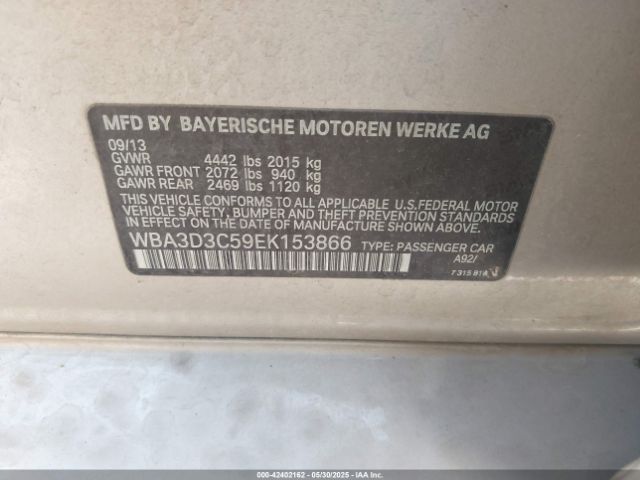 MFD BY BAYERISCHE MOTOREN WERKE AG
09/13
GVWR 4442 lbs 2015 kg
GAWR FRONT 2072 lbs 940 kg
GAWR REAR 2469 lbs 1120 kg
THIS VEHICLE CONFORMS TO ALL APPLICABLE U.S.FEDERAL MOTOR
VEHICLE SAFETY, BUMPER AND THEFT PREVENTION STANDARDS
IN EFFECT ON THE DATE OF MANUFACTURE SHOWN ABOVE.
WBA3D3C59EK153866 TYPE: PASSENGER CAR
A92/
000-42402162 - 05/30/2025 - IAA Inc.